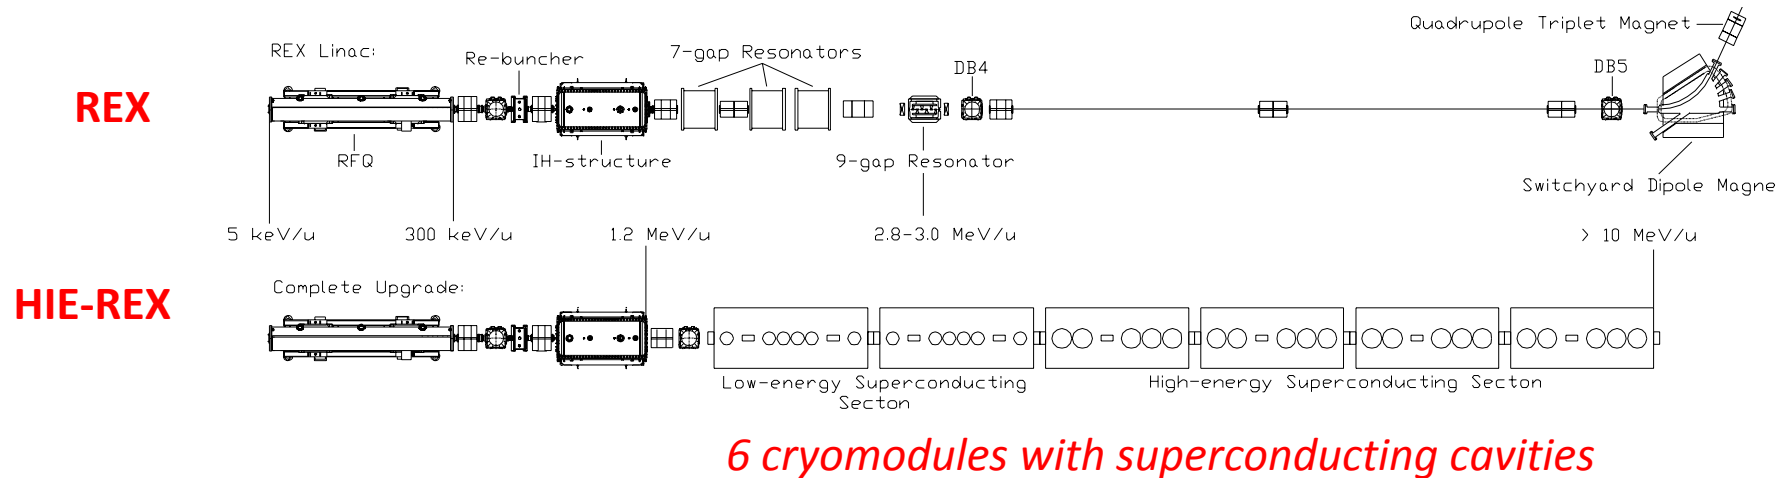 Quadrupole Triplet Magnet
REX Linac:
Re-buncher
7-gap Resonators
DB4
DB5
REX
RFQ
IH-structure
9-gap Resonator
Switchyard Dipole Magne
5 keV/u
300 keV/u
1.2 MeV/u
2.8-3.0 MeV/u
> 10 MeV/u
HIE-REX
Complete Upgrade:
Low-energy Superconducting
Secton
High-energy Superconducting Secton
6 cryomodules with superconducting cavities